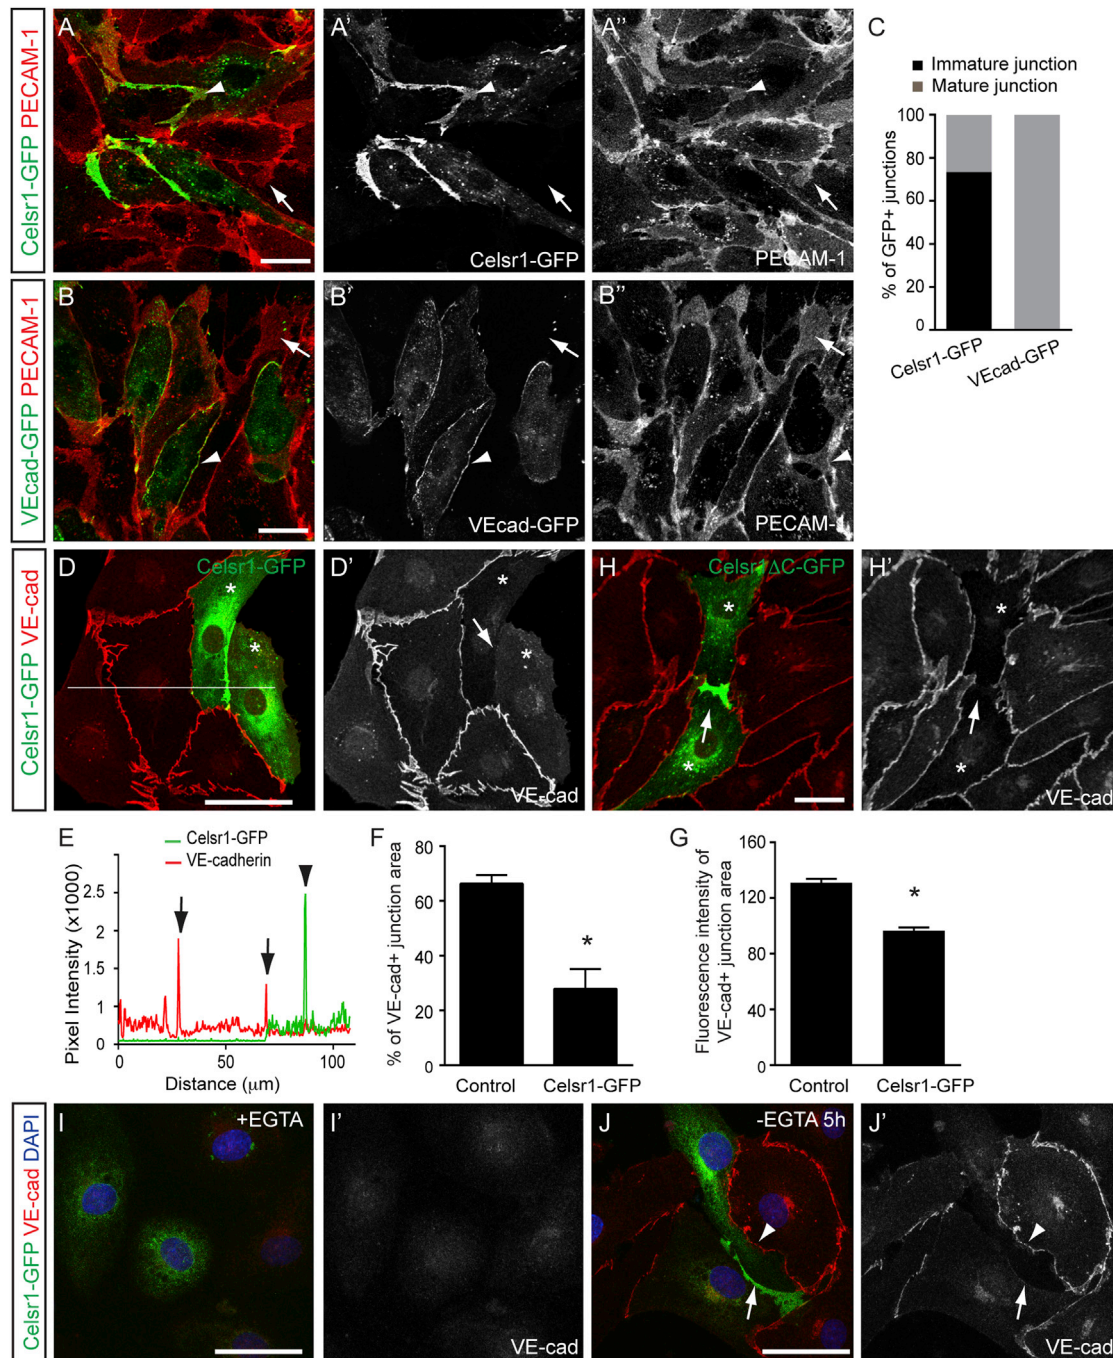 Celsr1-GFP PECAM-1
A
A'
Celsr1-GFP
A''
PECAM-1
C
Immature junction
Mature junction
% of GFP+ junctions
100
80
60
40
20
0
Celsr1-GFP
VEcad-GFP
VEcad-GFP PECAM-1
B
B'
VEcad-GFP
B''
PECAM-1
Celsr1-GFP VE-cad
D
Celsr1-GFP
*
*
D'
*
*
VE-cad
H
Celsr1ΔC-GFP
*
*
H'
*
*
VE-cad
E
Celsr1-GFP
VE-cadherin
Pixel Intensity (x1000)
3
2.5
2
1.5
1
0
0
50
100
Distance (μm)
F
% of VE-cad+ junction area
80
60
40
20
0
*
Control
Celsr1-GFP
G
Fluorescence intensity of
VE-cad+ junction area
160
120
80
40
0
*
Control
Celsr1-GFP
Celsr1-GFP VE-cad DAPI
I
+EGTA
I'
VE-cad
J
-EGTA 5h
J'
VE-cad